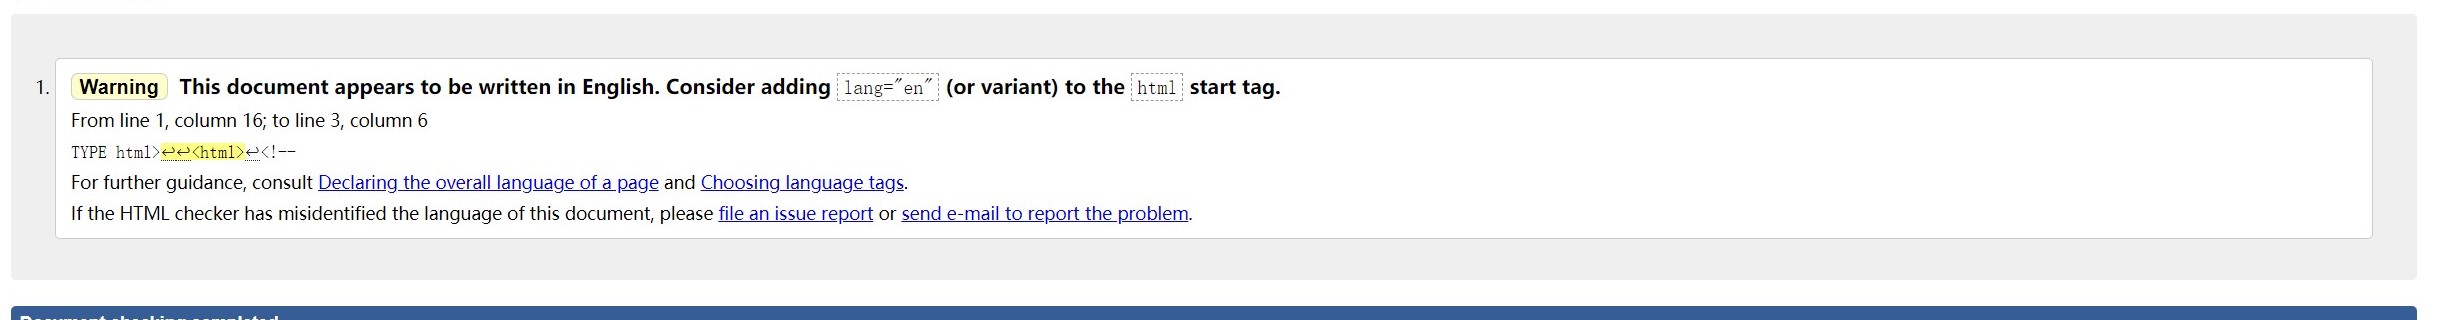 1. Warning This document appears to be written in English. Consider adding lang="en" (or variant) to the html start tag.
From line 1, column 16; to line 3, column 6
TYPE html>↩↩<html>↩<!--
For further guidance, consult Declaring the overall language of a page and Choosing language tags.
If the HTML checker has misidentified the language of this document, please file an issue report or send e-mail to report the problem.
Document checking completed